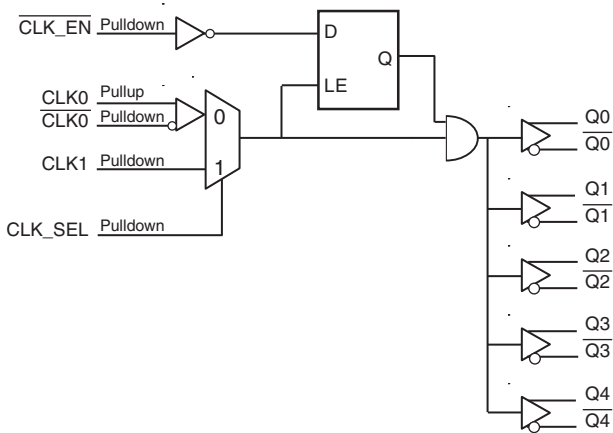 CLK_EN Pulldown
D
Q
LE
CLK0 Pullup
CLK0 Pulldown
0
CLK1 Pulldown
1
CLK_SEL Pulldown
Q0
Q0
Q1
Q1
Q2
Q2
Q3
Q3
Q4
Q4